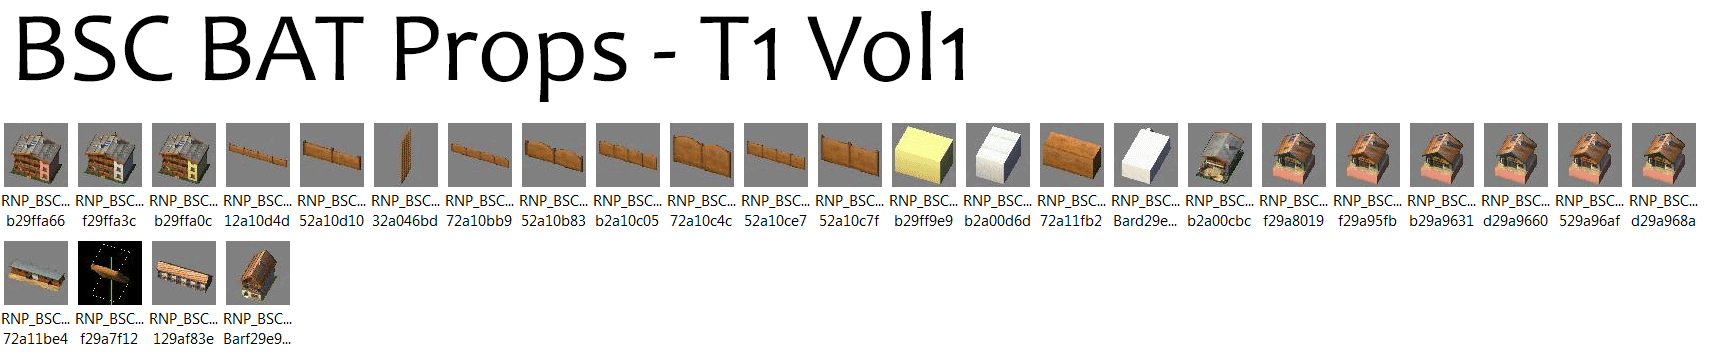 BSC BAT Props - T1 Vol1
RNP_BSC... RNP_BSC... RNP_BSC... RNP_BSC... RNP_BSC... RNP_BSC... RNP_BSC... RNP_BSC... RNP_BSC... RNP_BSC... RNP_BSC... RNP_BSC... RNP_BSC... RNP_BSC... RNP_BSC... RNP_BSC... RNP_BSC... RNP_BSC... RNP_BSC... RNP_BSC... RNP_BSC... RNP_BSC... RNP_BSC...
b29ffa66 f29ffa3c b29ffa0c 12a10d4d 52a10d10 32a046bd 72a10bb9 52a10b83 b2a10c05 72a10c4c 52a10ce7 52a10c7f b29ff9e9 b2a00d6d 72a11fb2 Bard29e... b2a00cbc f29a8019 f29a95fb b29a9631 d29a9660 529a96af d29a968a
RNP_BSC... RNP_BSC... RNP_BSC... RNP_BSC...
72a11be4 f29a7f12 129af83e Barf29e9...